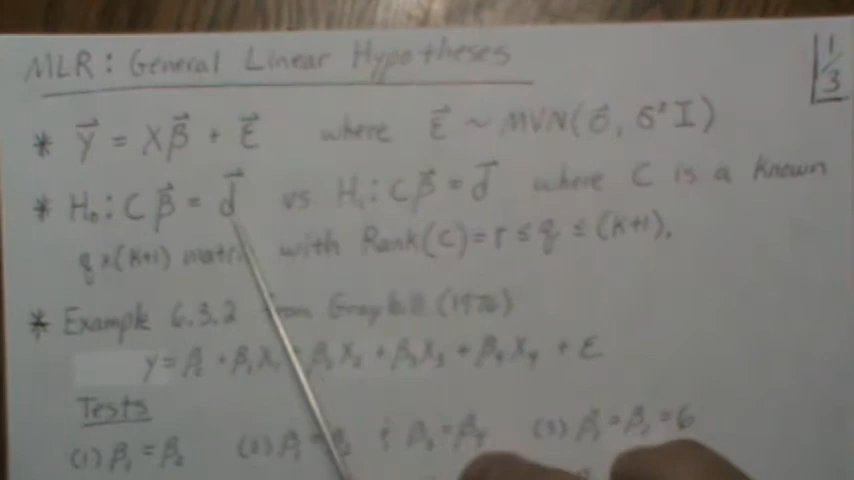 MLR: General Linear Hypotheses
1/3
* Y⃗ = Xβ⃗ + ε⃗ where ε⃗ ~ MVN(0⃗, σ²I)
* H₀: Cβ⃗ = d⃗ vs H₁: Cβ⃗ = d⃗ where C is a known
q×(K+1) matrix with Rank(C) = r ≤ q ≤ (K+1).
* Example 6.3.2 from Graybill (1976)
y = β₀ + β₁X₁ + β₂X₂ + β₃X₃ + β₄X₄ + ε
Tests
(1) β₁ = β₂ (2) β₁ = β₂ & β₃ = β₄ (3) β₁ = β₂ = 6